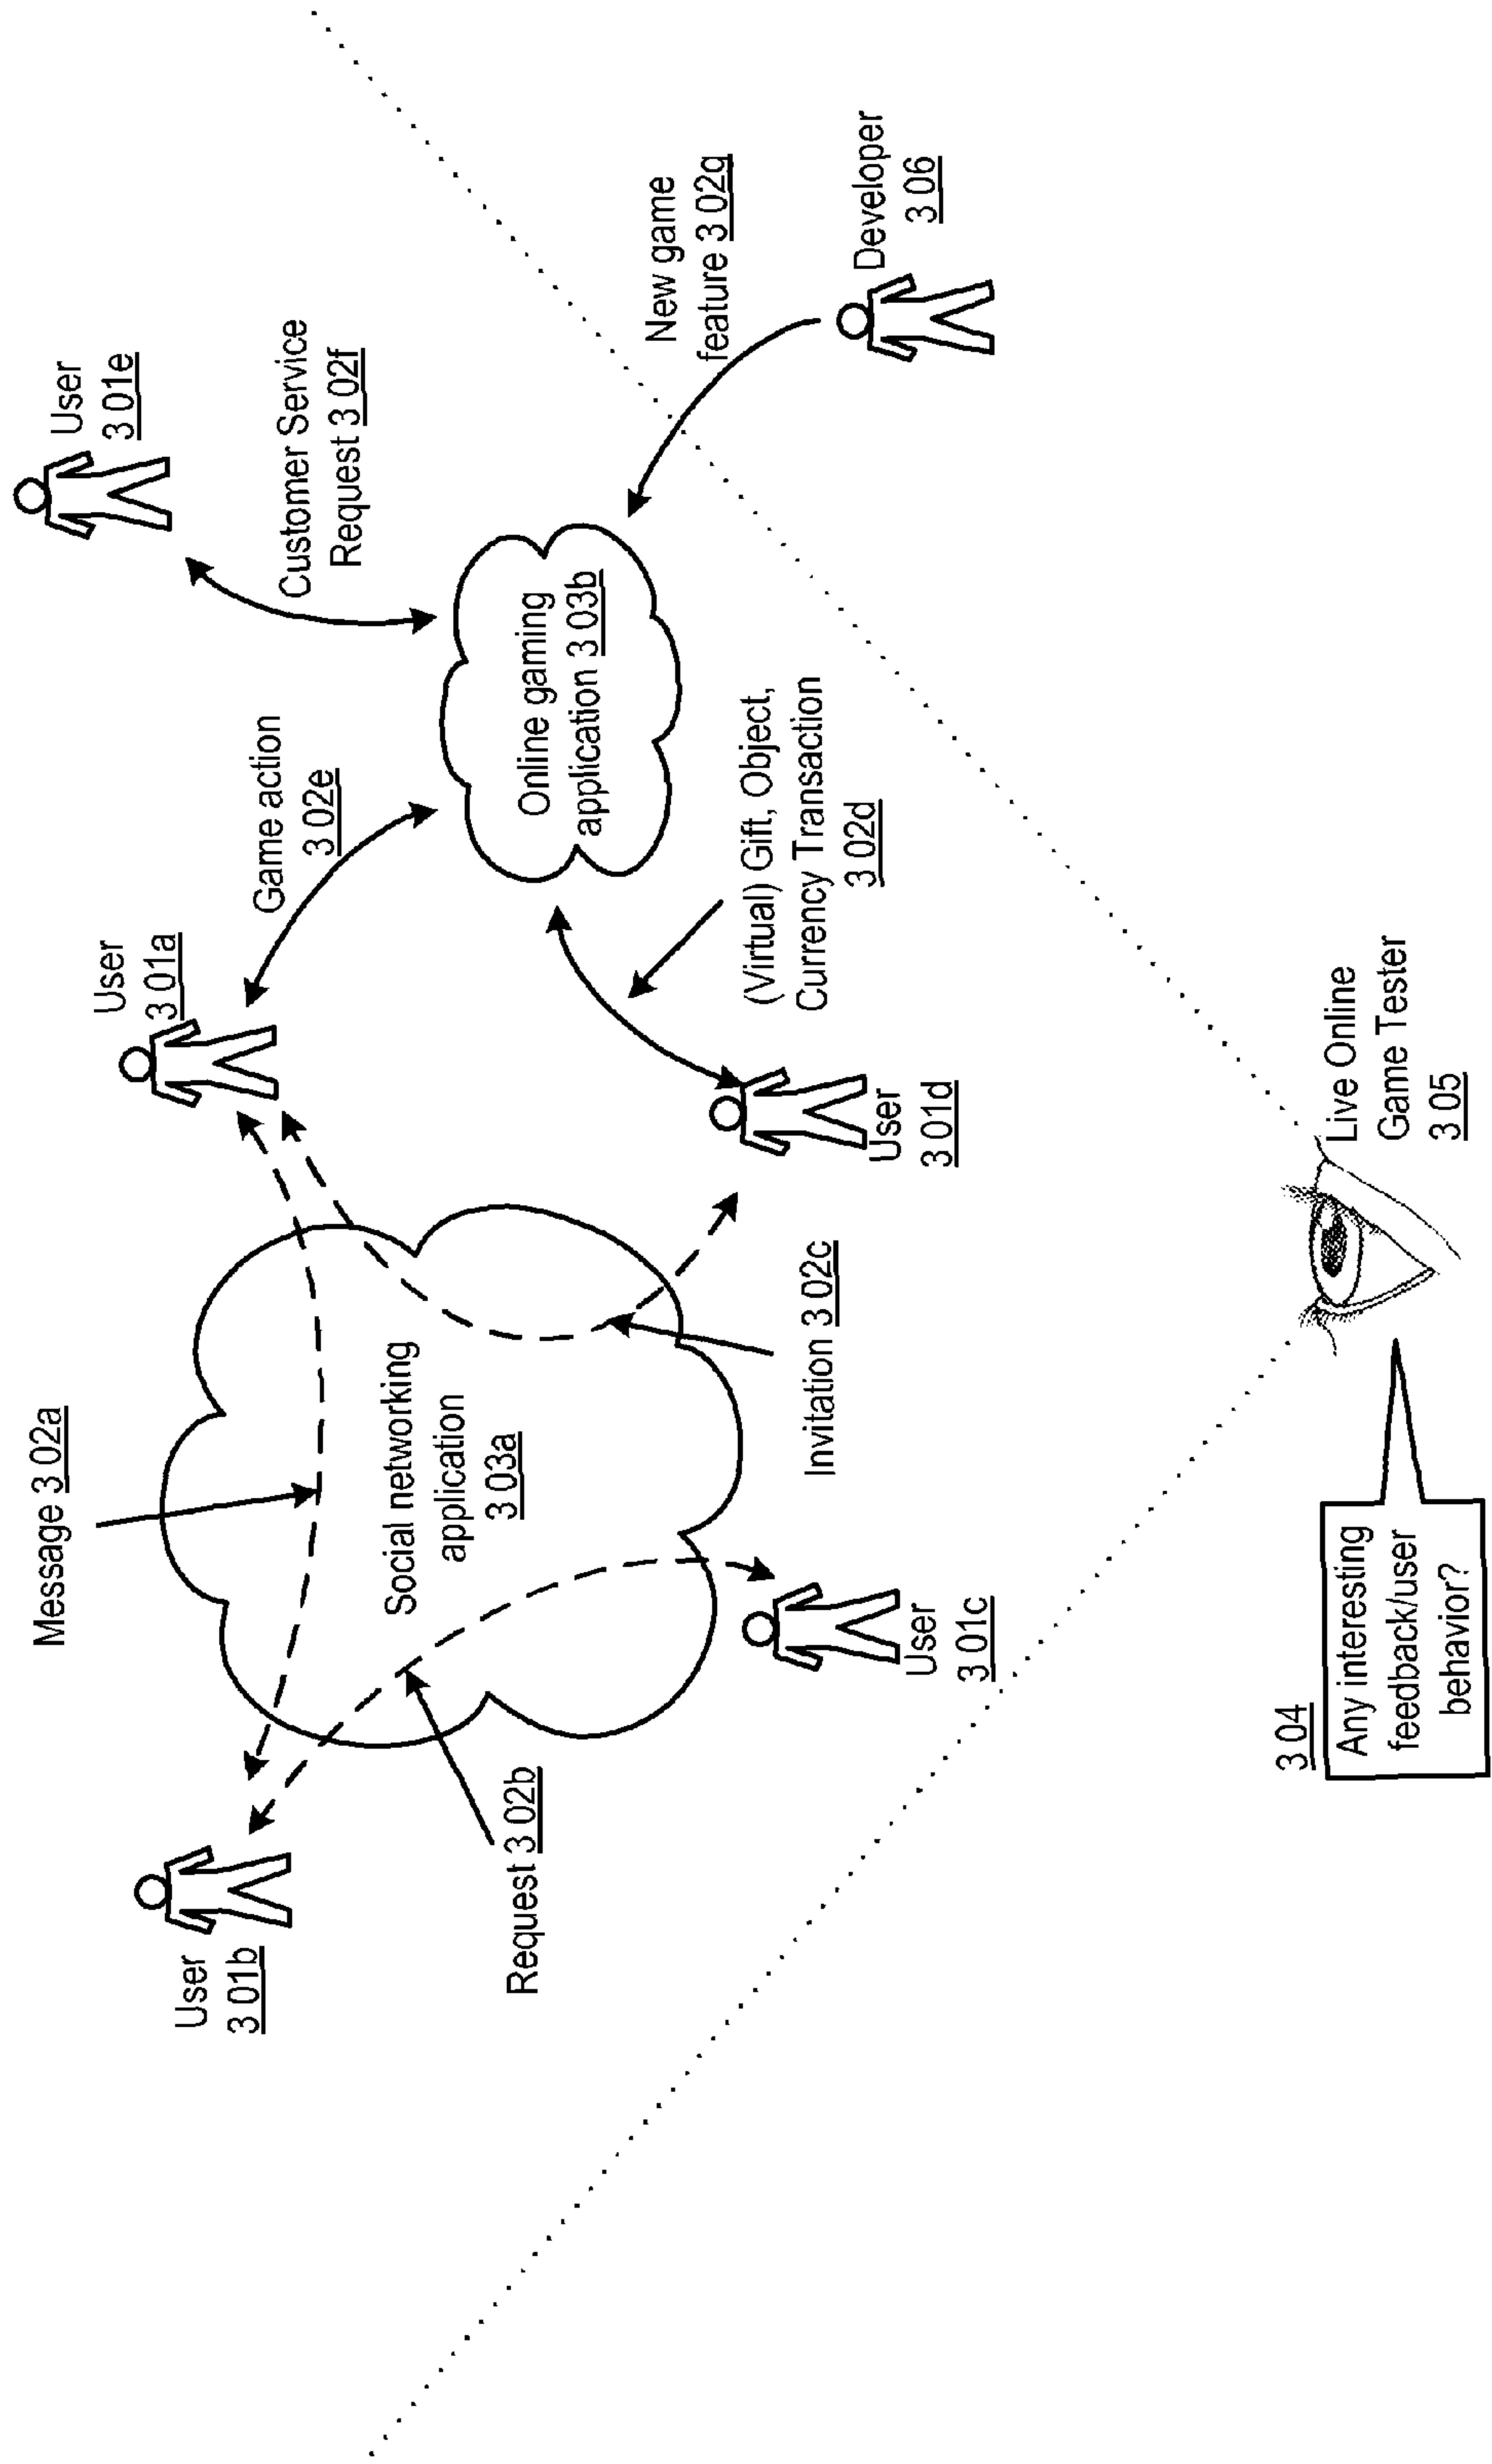 Message 3 02a
User
3 01b
Request 3 02b
Social networking
application
3 03a
User
3 01c
Invitation 3 02c
User
3 01a
User
3 01d
Game action
3 02e
(Virtual) Gift, Object,
Currency Transaction
3 02d
Online gaming
application 3 03b
User
3 01e
Customer Service
Request 3 02f
New game
feature 3 02g
Developer
3 06
3 04
Any interesting
feedback/user
behavior?
Live Online
Game Tester
3 05